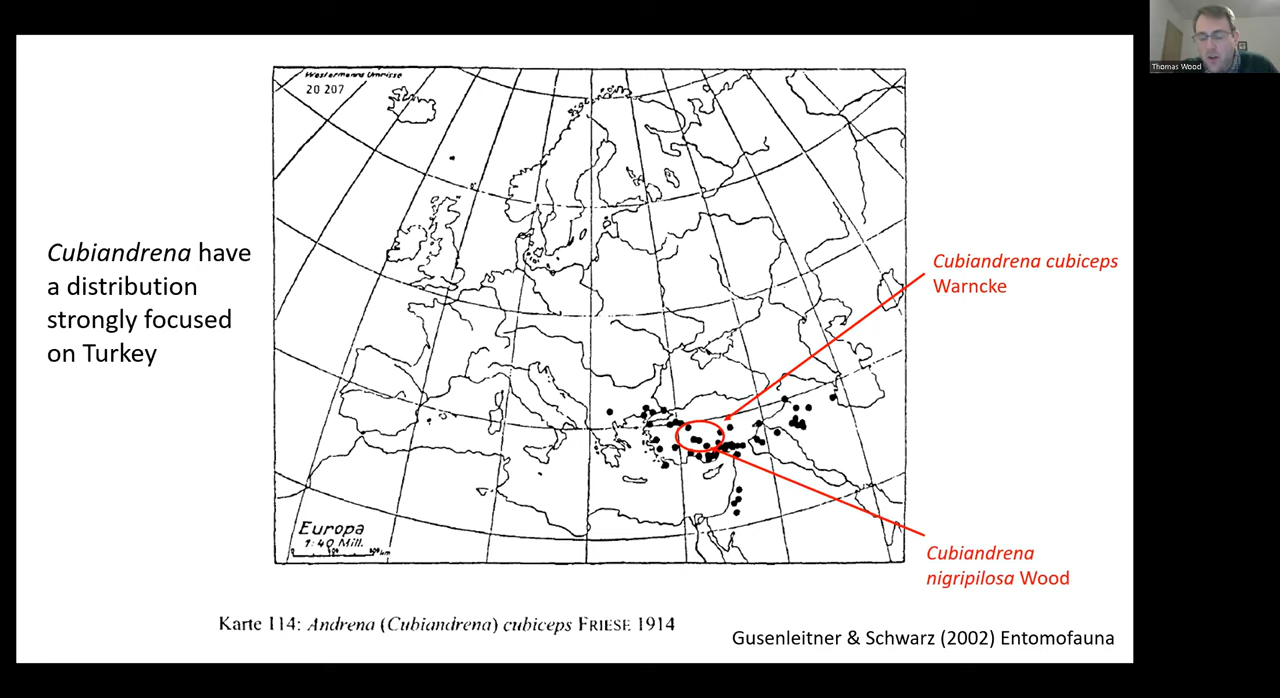 Thomas Wood
Westermanns Umrisse
20 207
Cubiandrena have
a distribution
strongly focused
on Turkey
Cubiandrena cubiceps
Warncke
Europa
1:40 Mill.
Cubiandrena
nigripilosa Wood
Karte 114: Andrena (Cubiandrena) cubiceps FRIESE 1914
Gusenleitner & Schwarz (2002) Entomofauna